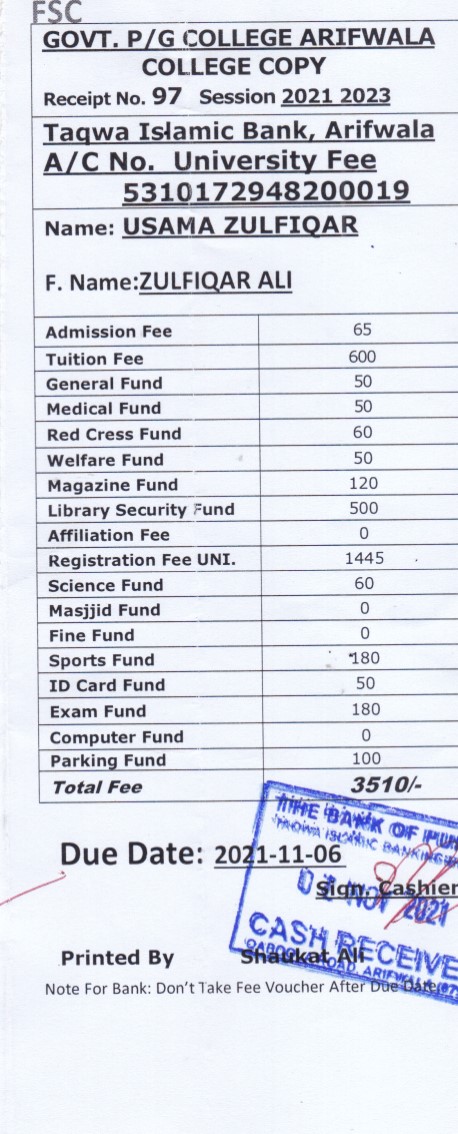 FSC
GOVT. P/G COLLEGE ARIFWALA
COLLEGE COPY
Receipt No. 97 Session 2021 2023
Taqwa Islamic Bank, Arifwala
A/C No. University Fee
5310172948200019
Name: USAMA ZULFIQAR
F. Name:ZULFIQAR ALI
Admission Fee 65
Tuition Fee 600
General Fund 50
Medical Fund 50
Red Cress Fund 60
Welfare Fund 50
Magazine Fund 120
Library Security Fund 500
Affiliation Fee 0
Registration Fee UNI. 1445
Science Fund 60
Masjjid Fund 0
Fine Fund 0
Sports Fund 180
ID Card Fund 50
Exam Fund 180
Computer Fund 0
Parking Fund 100
Total Fee 3510/-
THE BANK OF PUN
TAQWA ISLAMIC BANKING
Due Date: 2021-11-06
Sign. Cashier
NOV 2021
CASH RECEIVE
Printed By Shaukat Ali
ROAD, ARIFWALA
Note For Bank: Don't Take Fee Voucher After Due Date